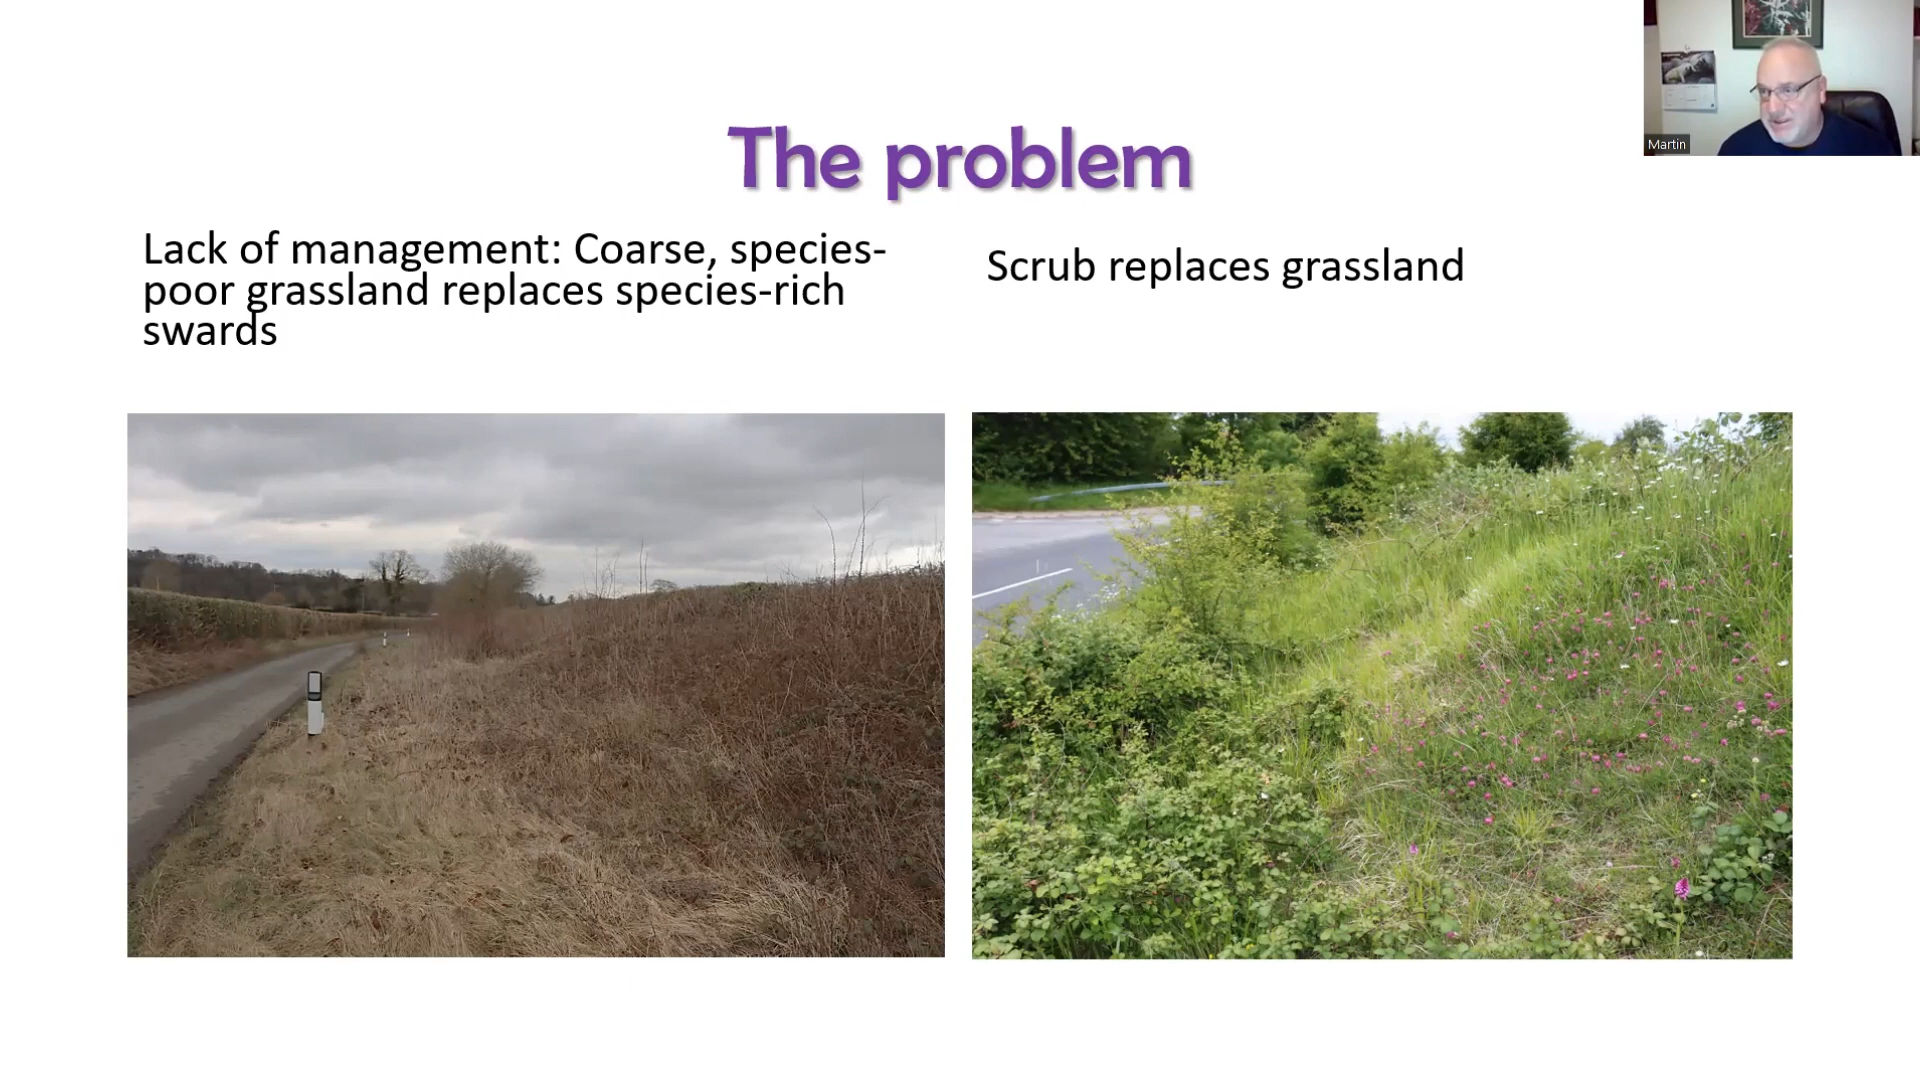 The problem
Lack of management: Coarse, species-
poor grassland replaces species-rich
swards
Scrub replaces grassland
Martin